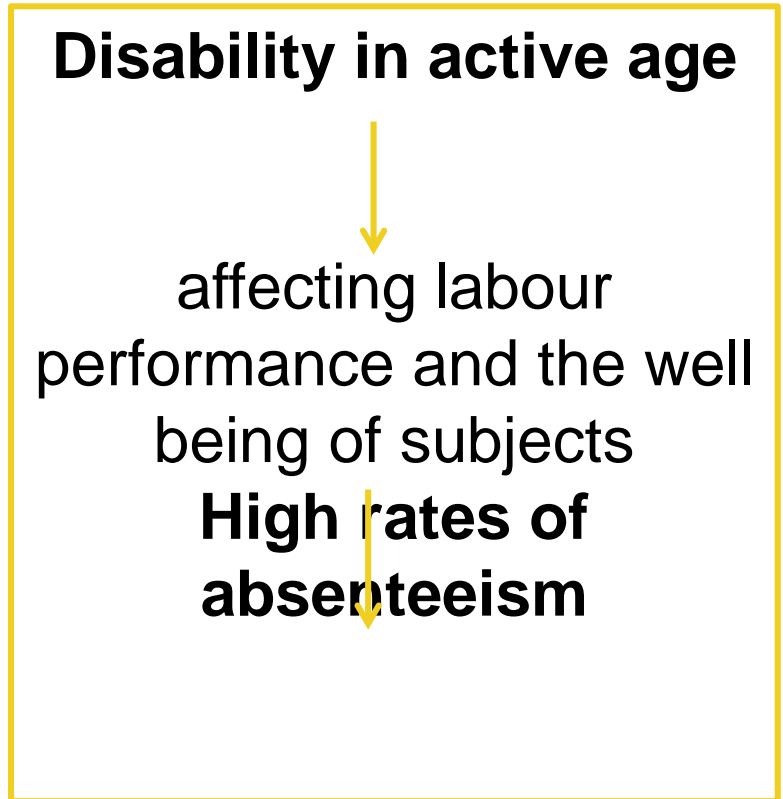 Disability in active age
affecting labour
performance and the well
being of subjects
High rates of
absenteeism